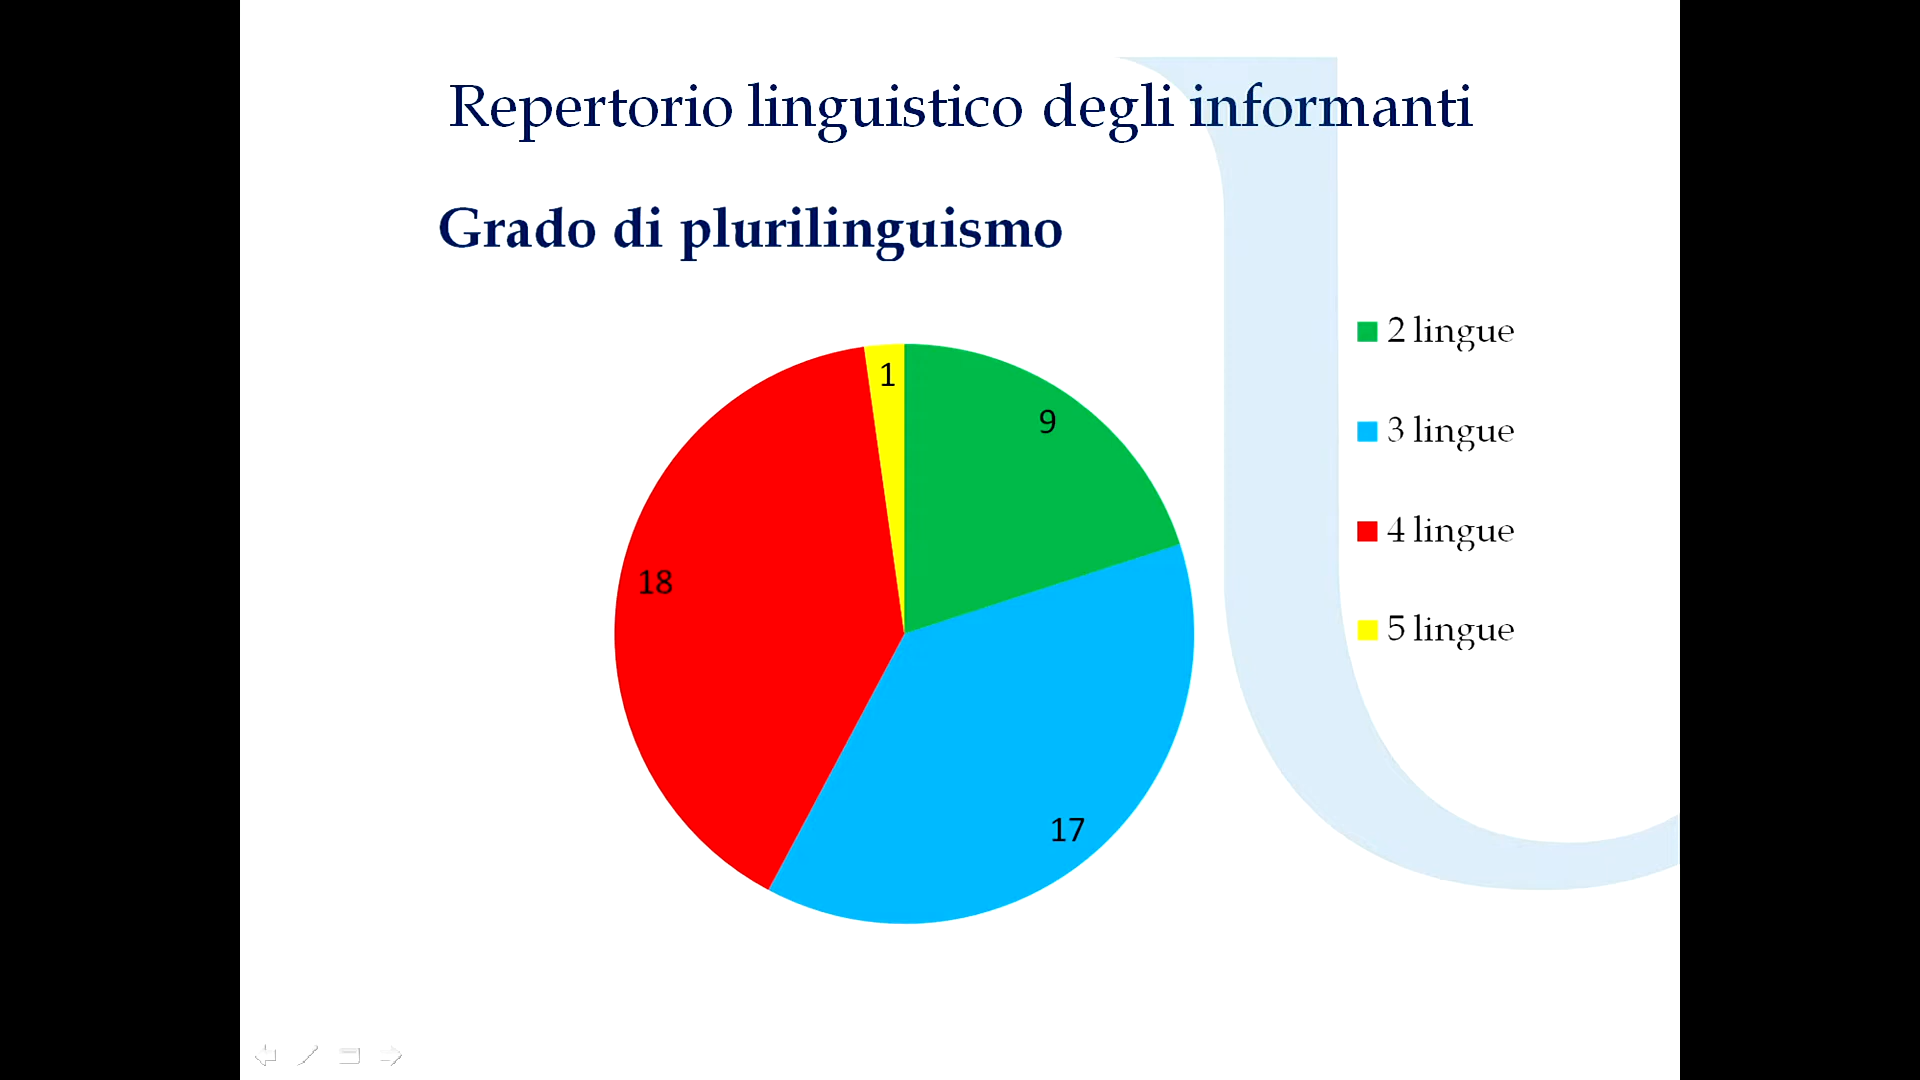 Repertorio linguistico degli informanti
Grado di plurilinguismo
2 lingue
3 lingue
4 lingue
5 lingue
1
9
18
17